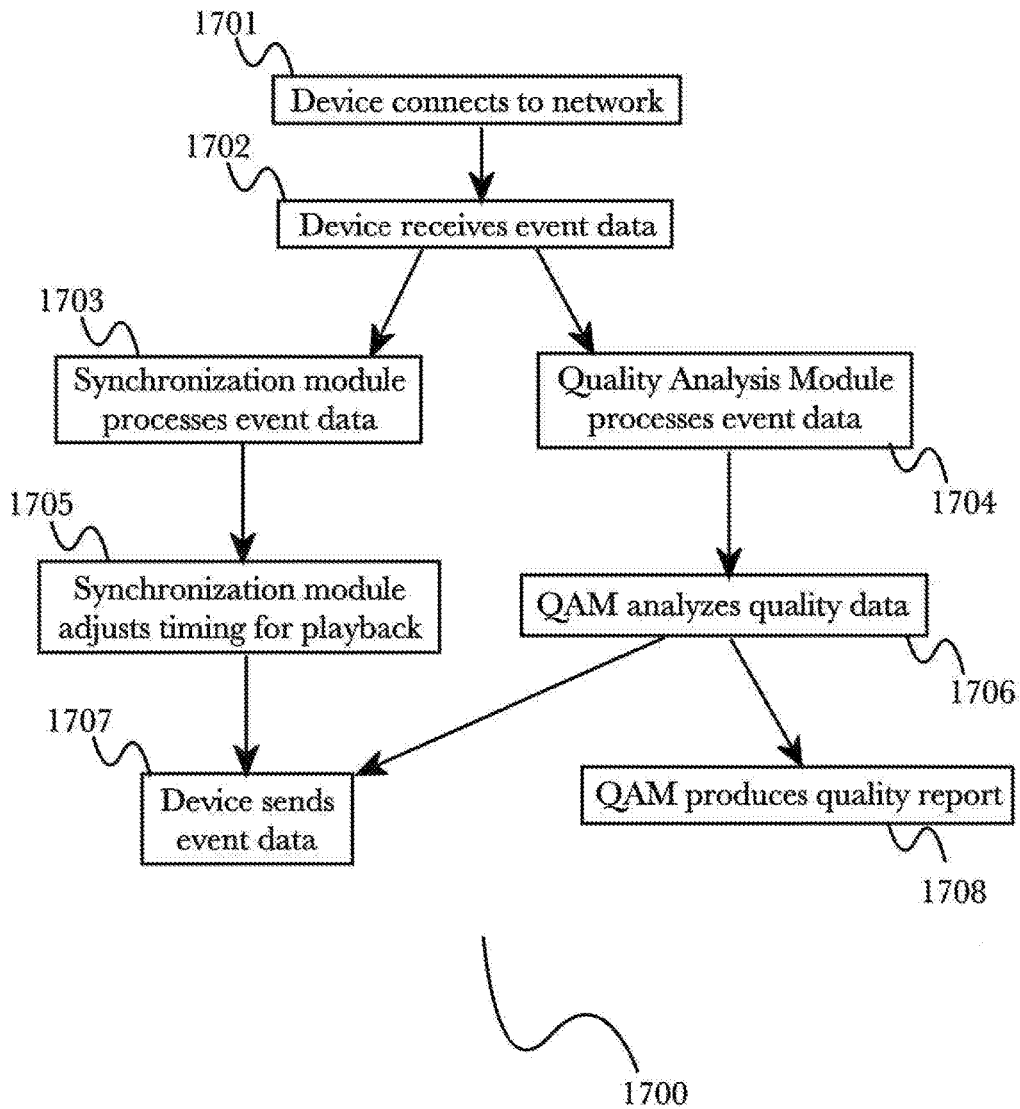 1701
Device connects to network
1702
Device receives event data
1703
Synchronization module
processes event data
Quality Analysis Module
processes event data
1704
1705
Synchronization module
adjusts timing for playback
QAM analyzes quality data
1706
1707
Device sends
event data
QAM produces quality report
1708
1700